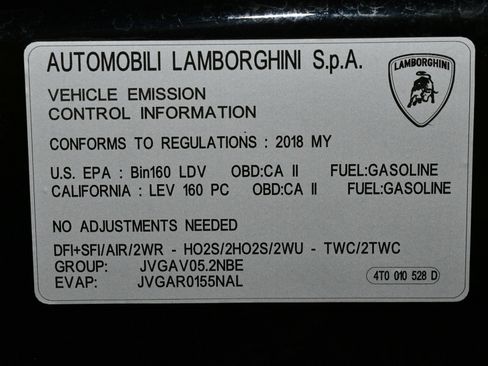 AUTOMOBILI LAMBORGHINI S.p.A.
LAMBORGHINI
VEHICLE EMISSION
CONTROL INFORMATION
CONFORMS TO REGULATIONS : 2018 MY
U.S. EPA : Bin160 LDV OBD:CA II FUEL:GASOLINE
CALIFORNIA : LEV 160 PC OBD:CA II FUEL:GASOLINE
NO ADJUSTMENTS NEEDED
DFI+SFI/AIR/2WR - HO2S/2HO2S/2WU - TWC/2TWC
GROUP: JVGAV05.2NBE
EVAP: JVGAR0155NAL
4T0 010 528 D